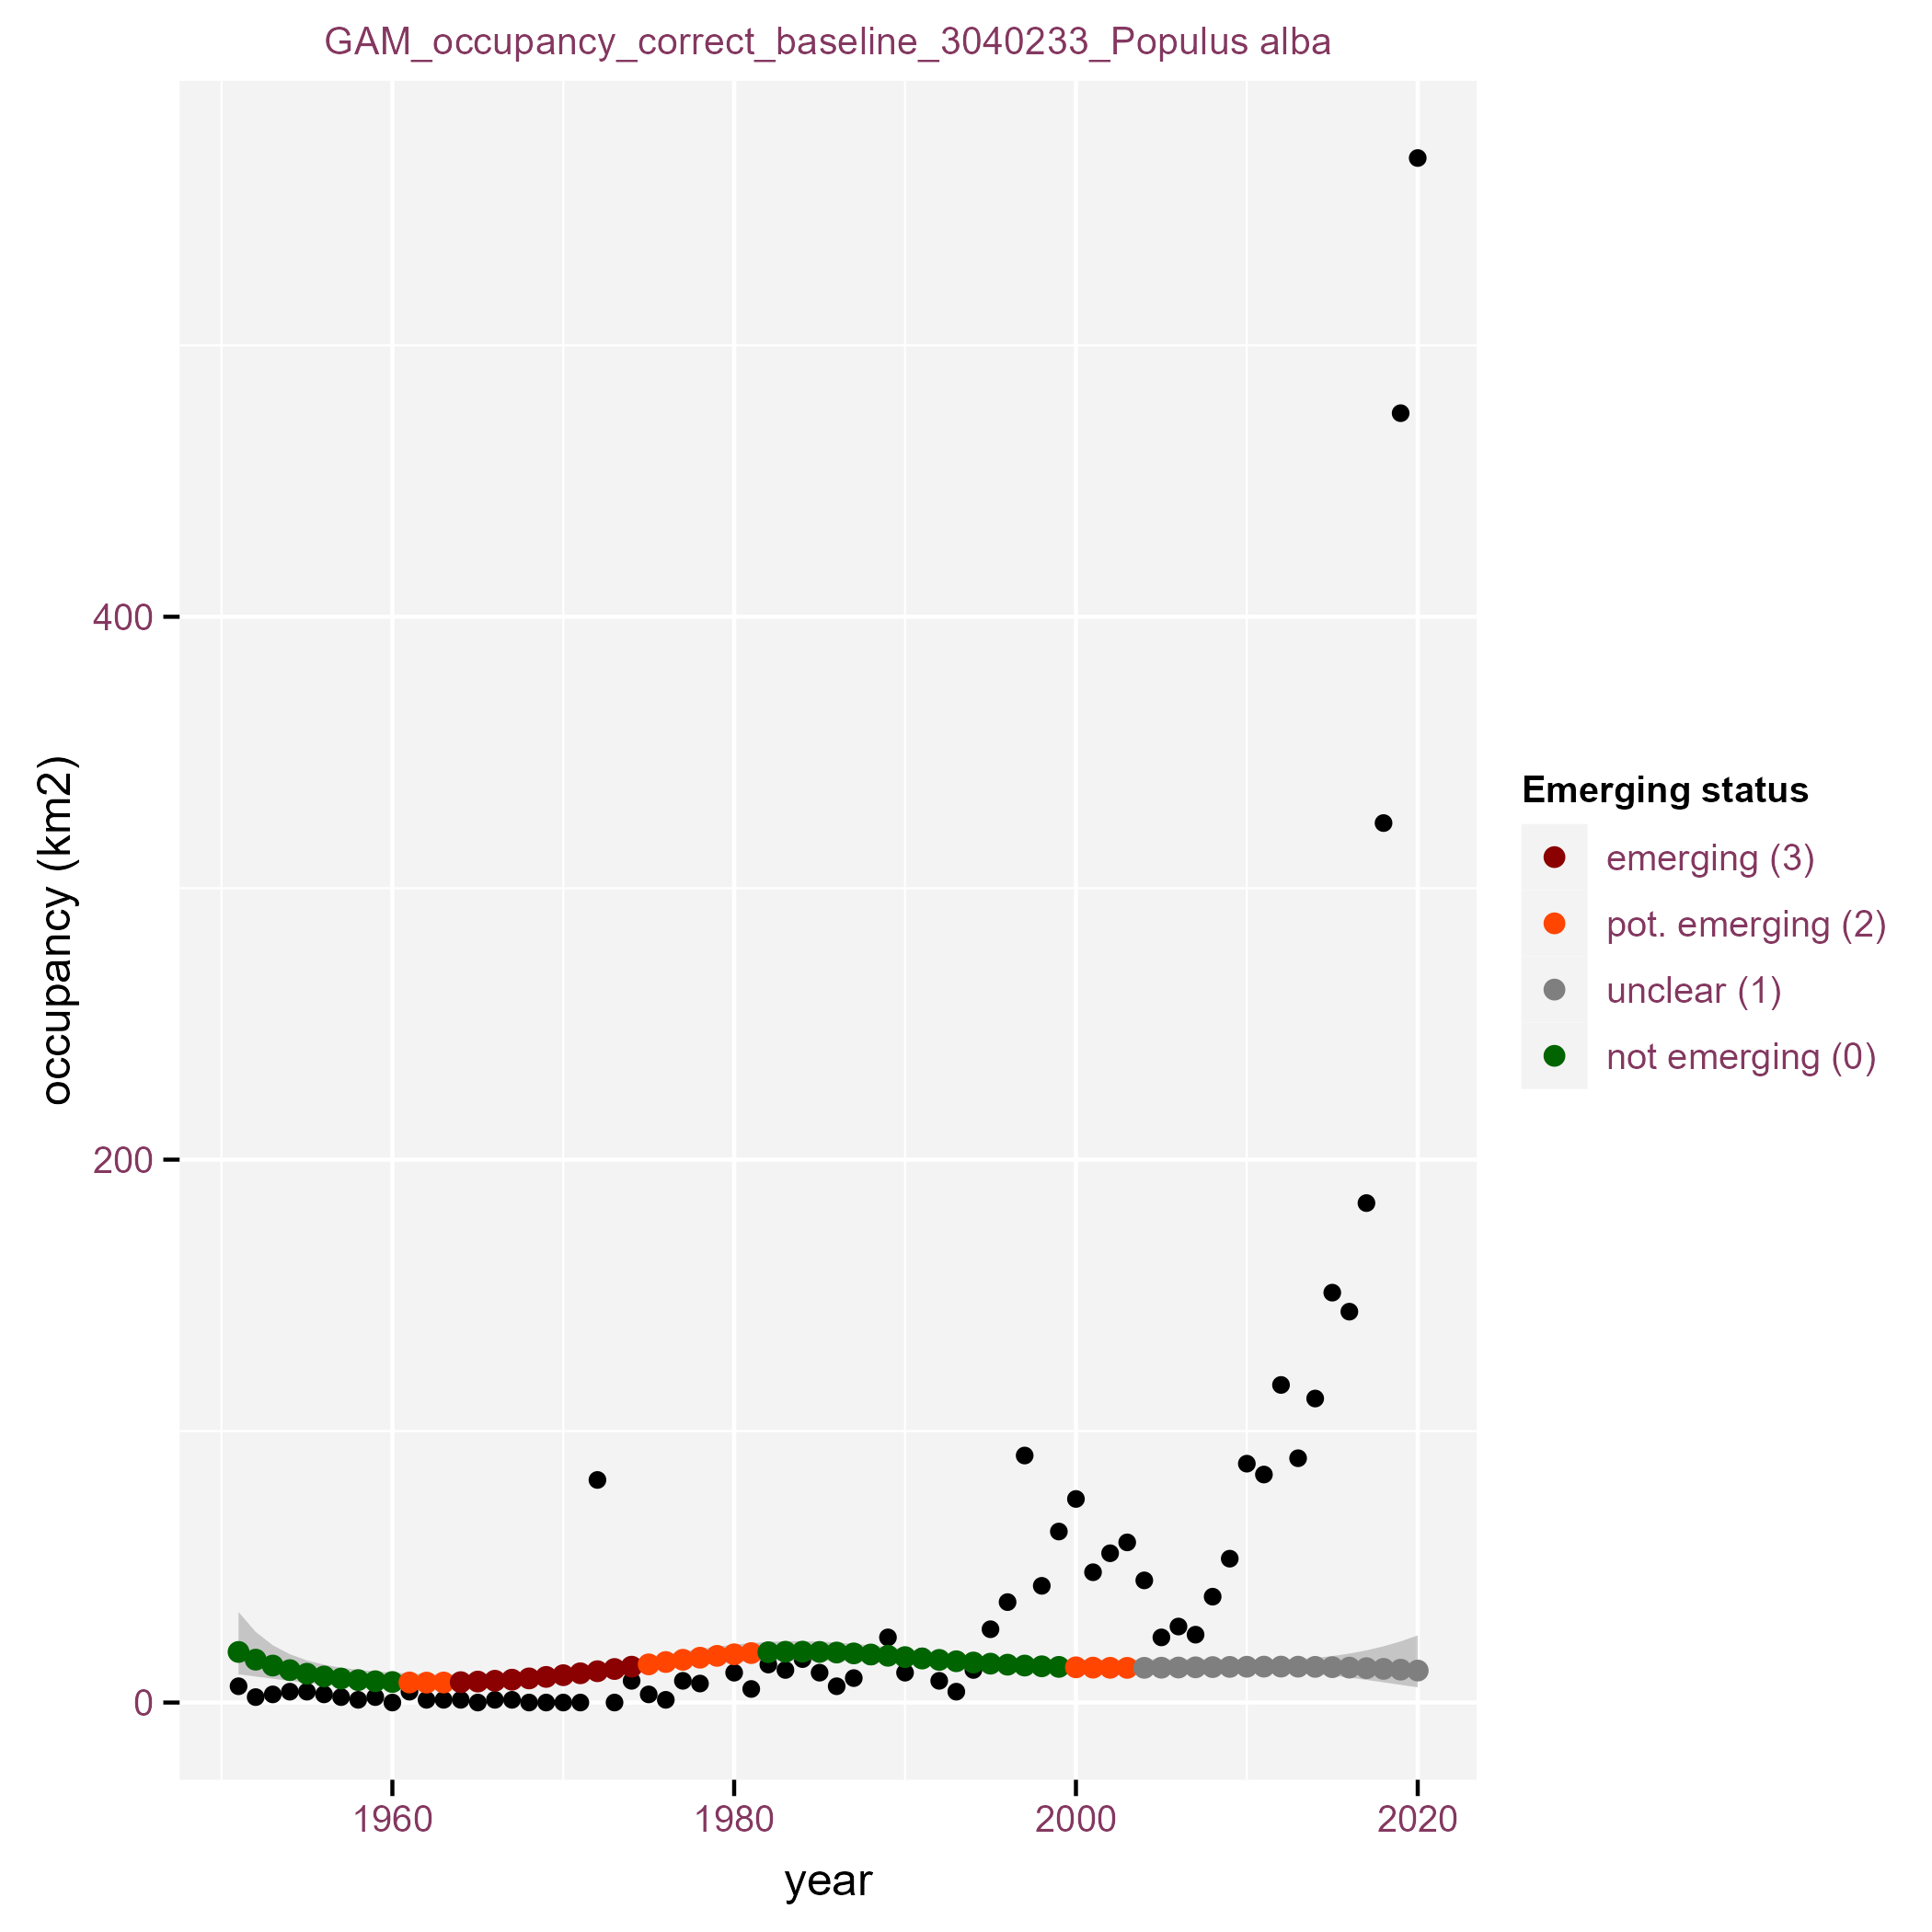 GAM_occupancy_correct_baseline_3040233_Populus alba
occupancy (km2)
400
200
0
1960
1980
2000
2020
year
Emerging status
emerging (3)
pot. emerging (2)
unclear (1)
not emerging (0)